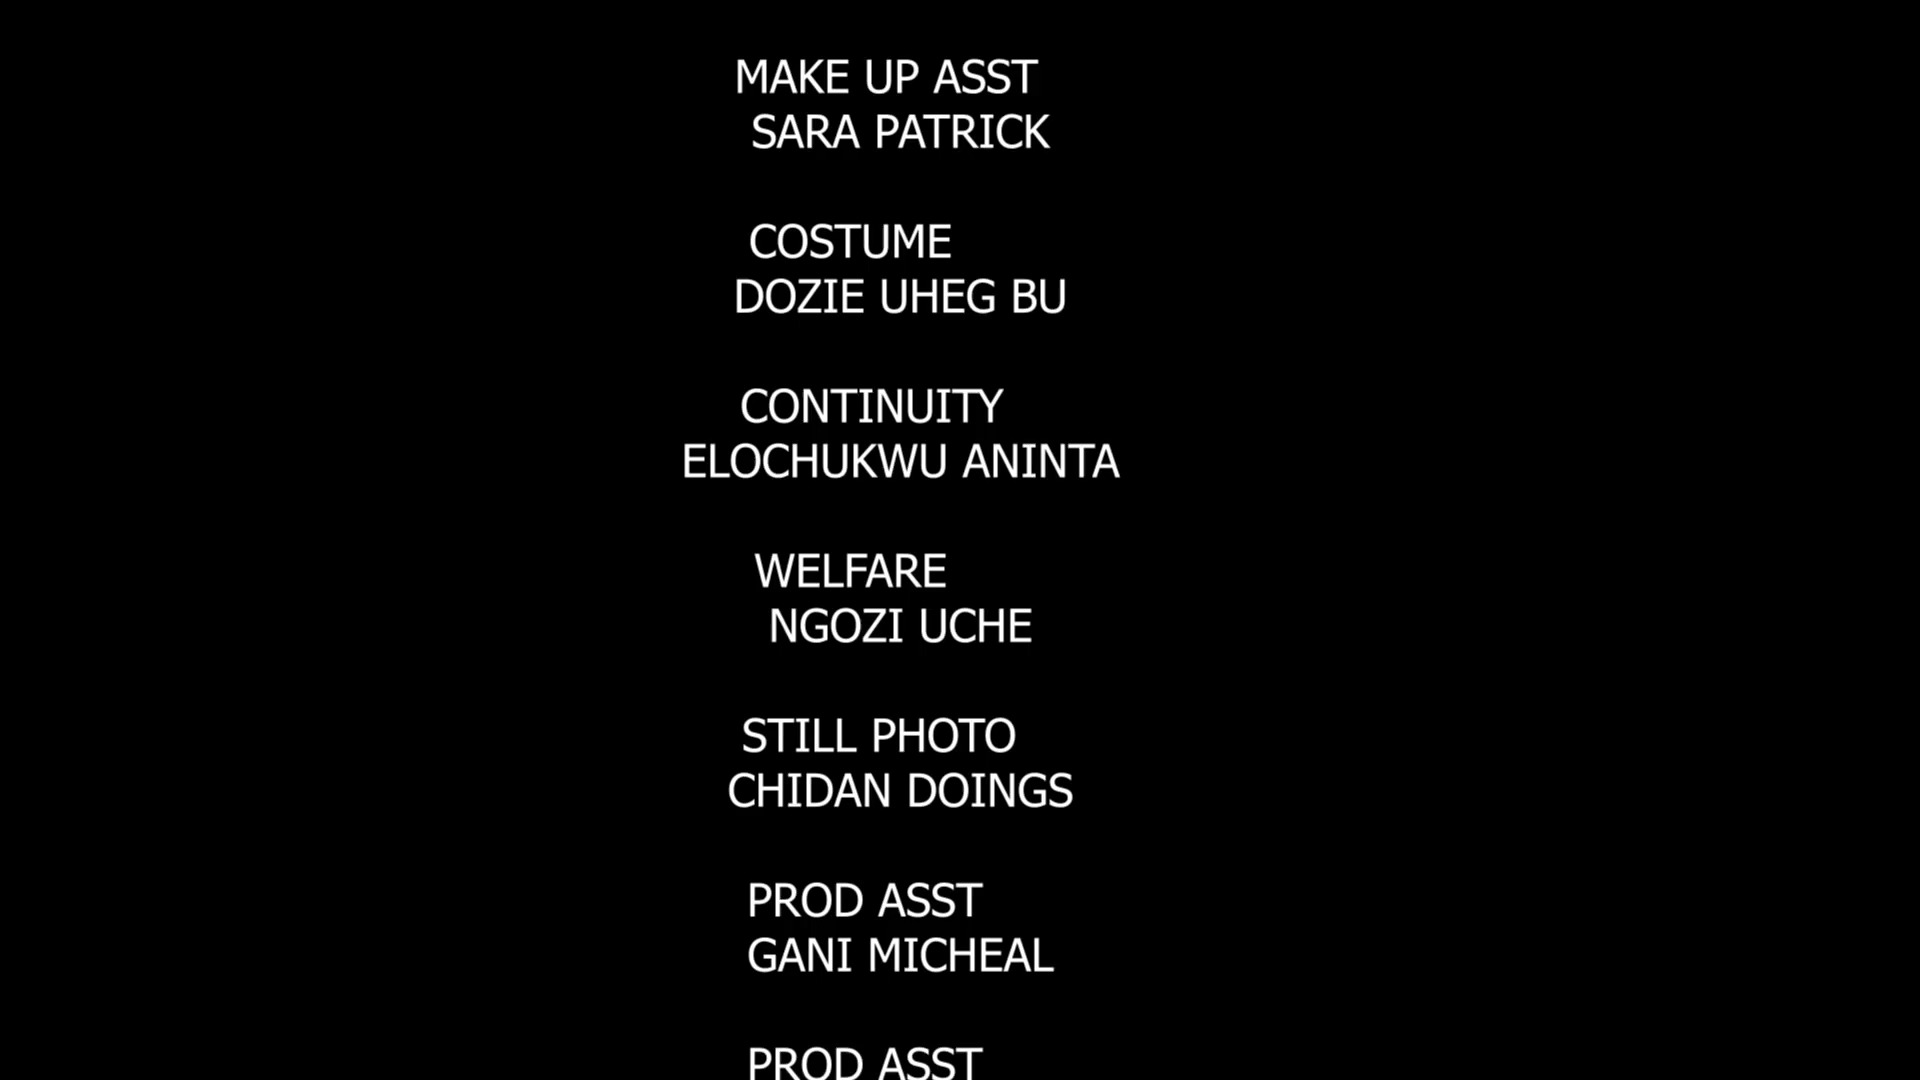 MAKE UP ASST
SARA PATRICK
COSTUME
DOZIE UHEG BU
CONTINUITY
ELOCHUKWU ANINTA
WELFARE
NGOZI UCHE
STILL PHOTO
CHIDAN DOINGS
PROD ASST
GANI MICHEAL
PROD ASST